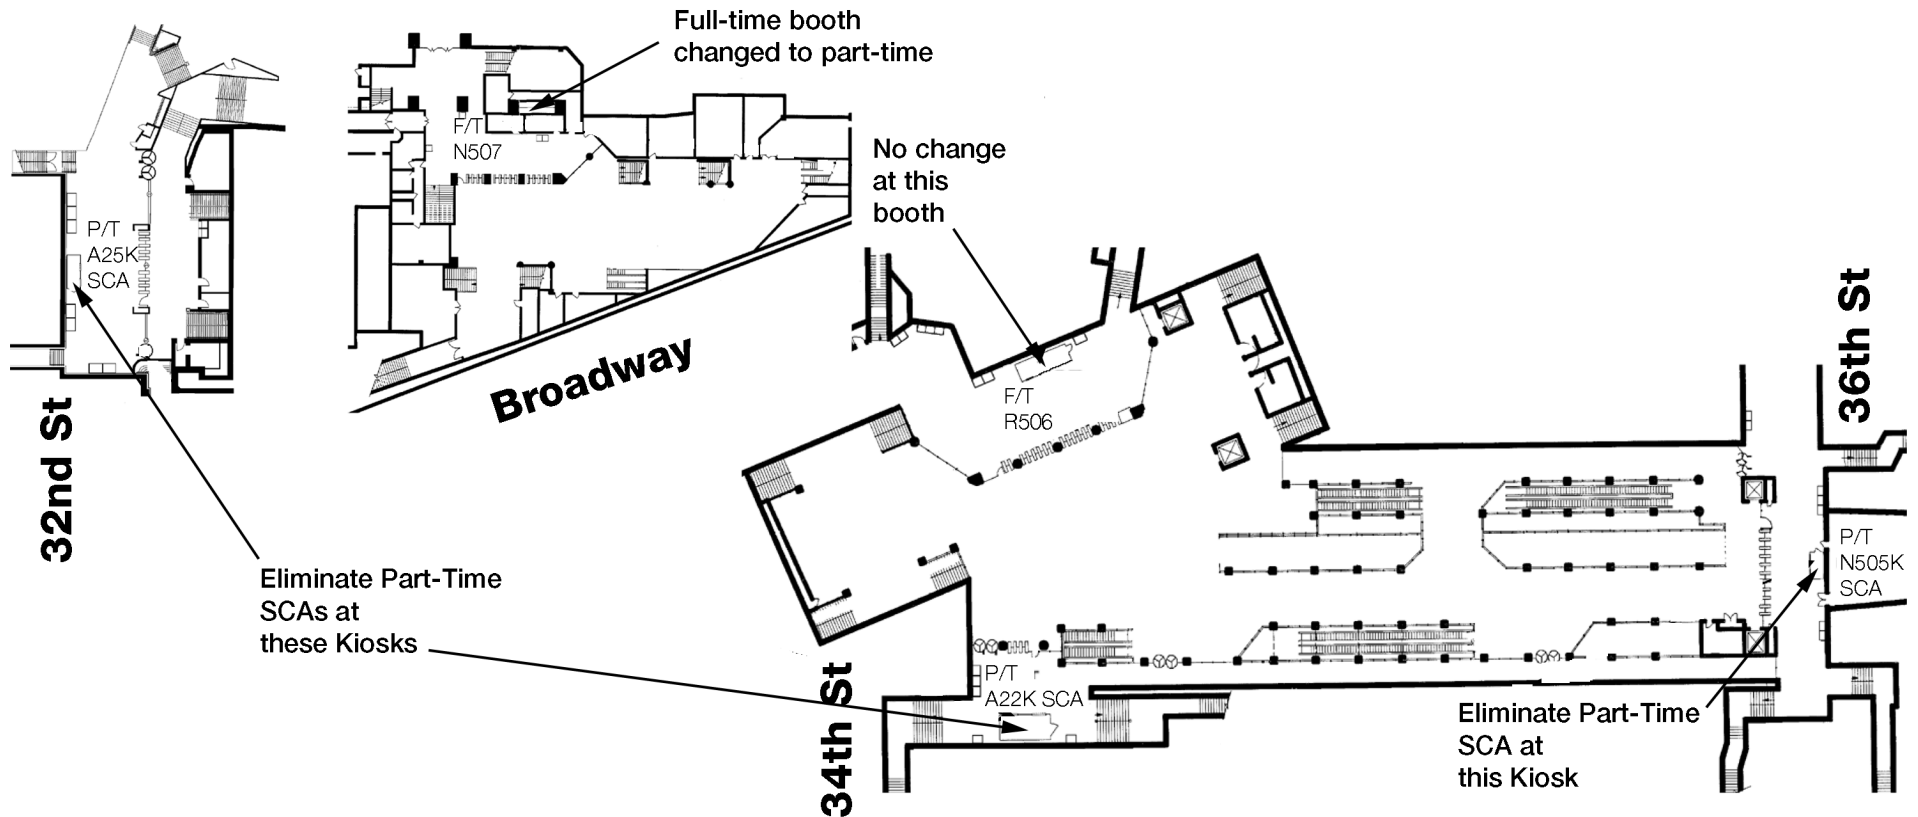 Full-time booth
changed to part-time
F/T
N507
No change
at this
booth
P/T
A25K
SCA
Broadway
F/T
R506
32nd St
36th St
P/T
N505K
SCA
Eliminate Part-Time
SCAs at
these Kiosks
34th St
P/T
A22K SCA
Eliminate Part-Time
SCA at
this Kiosk